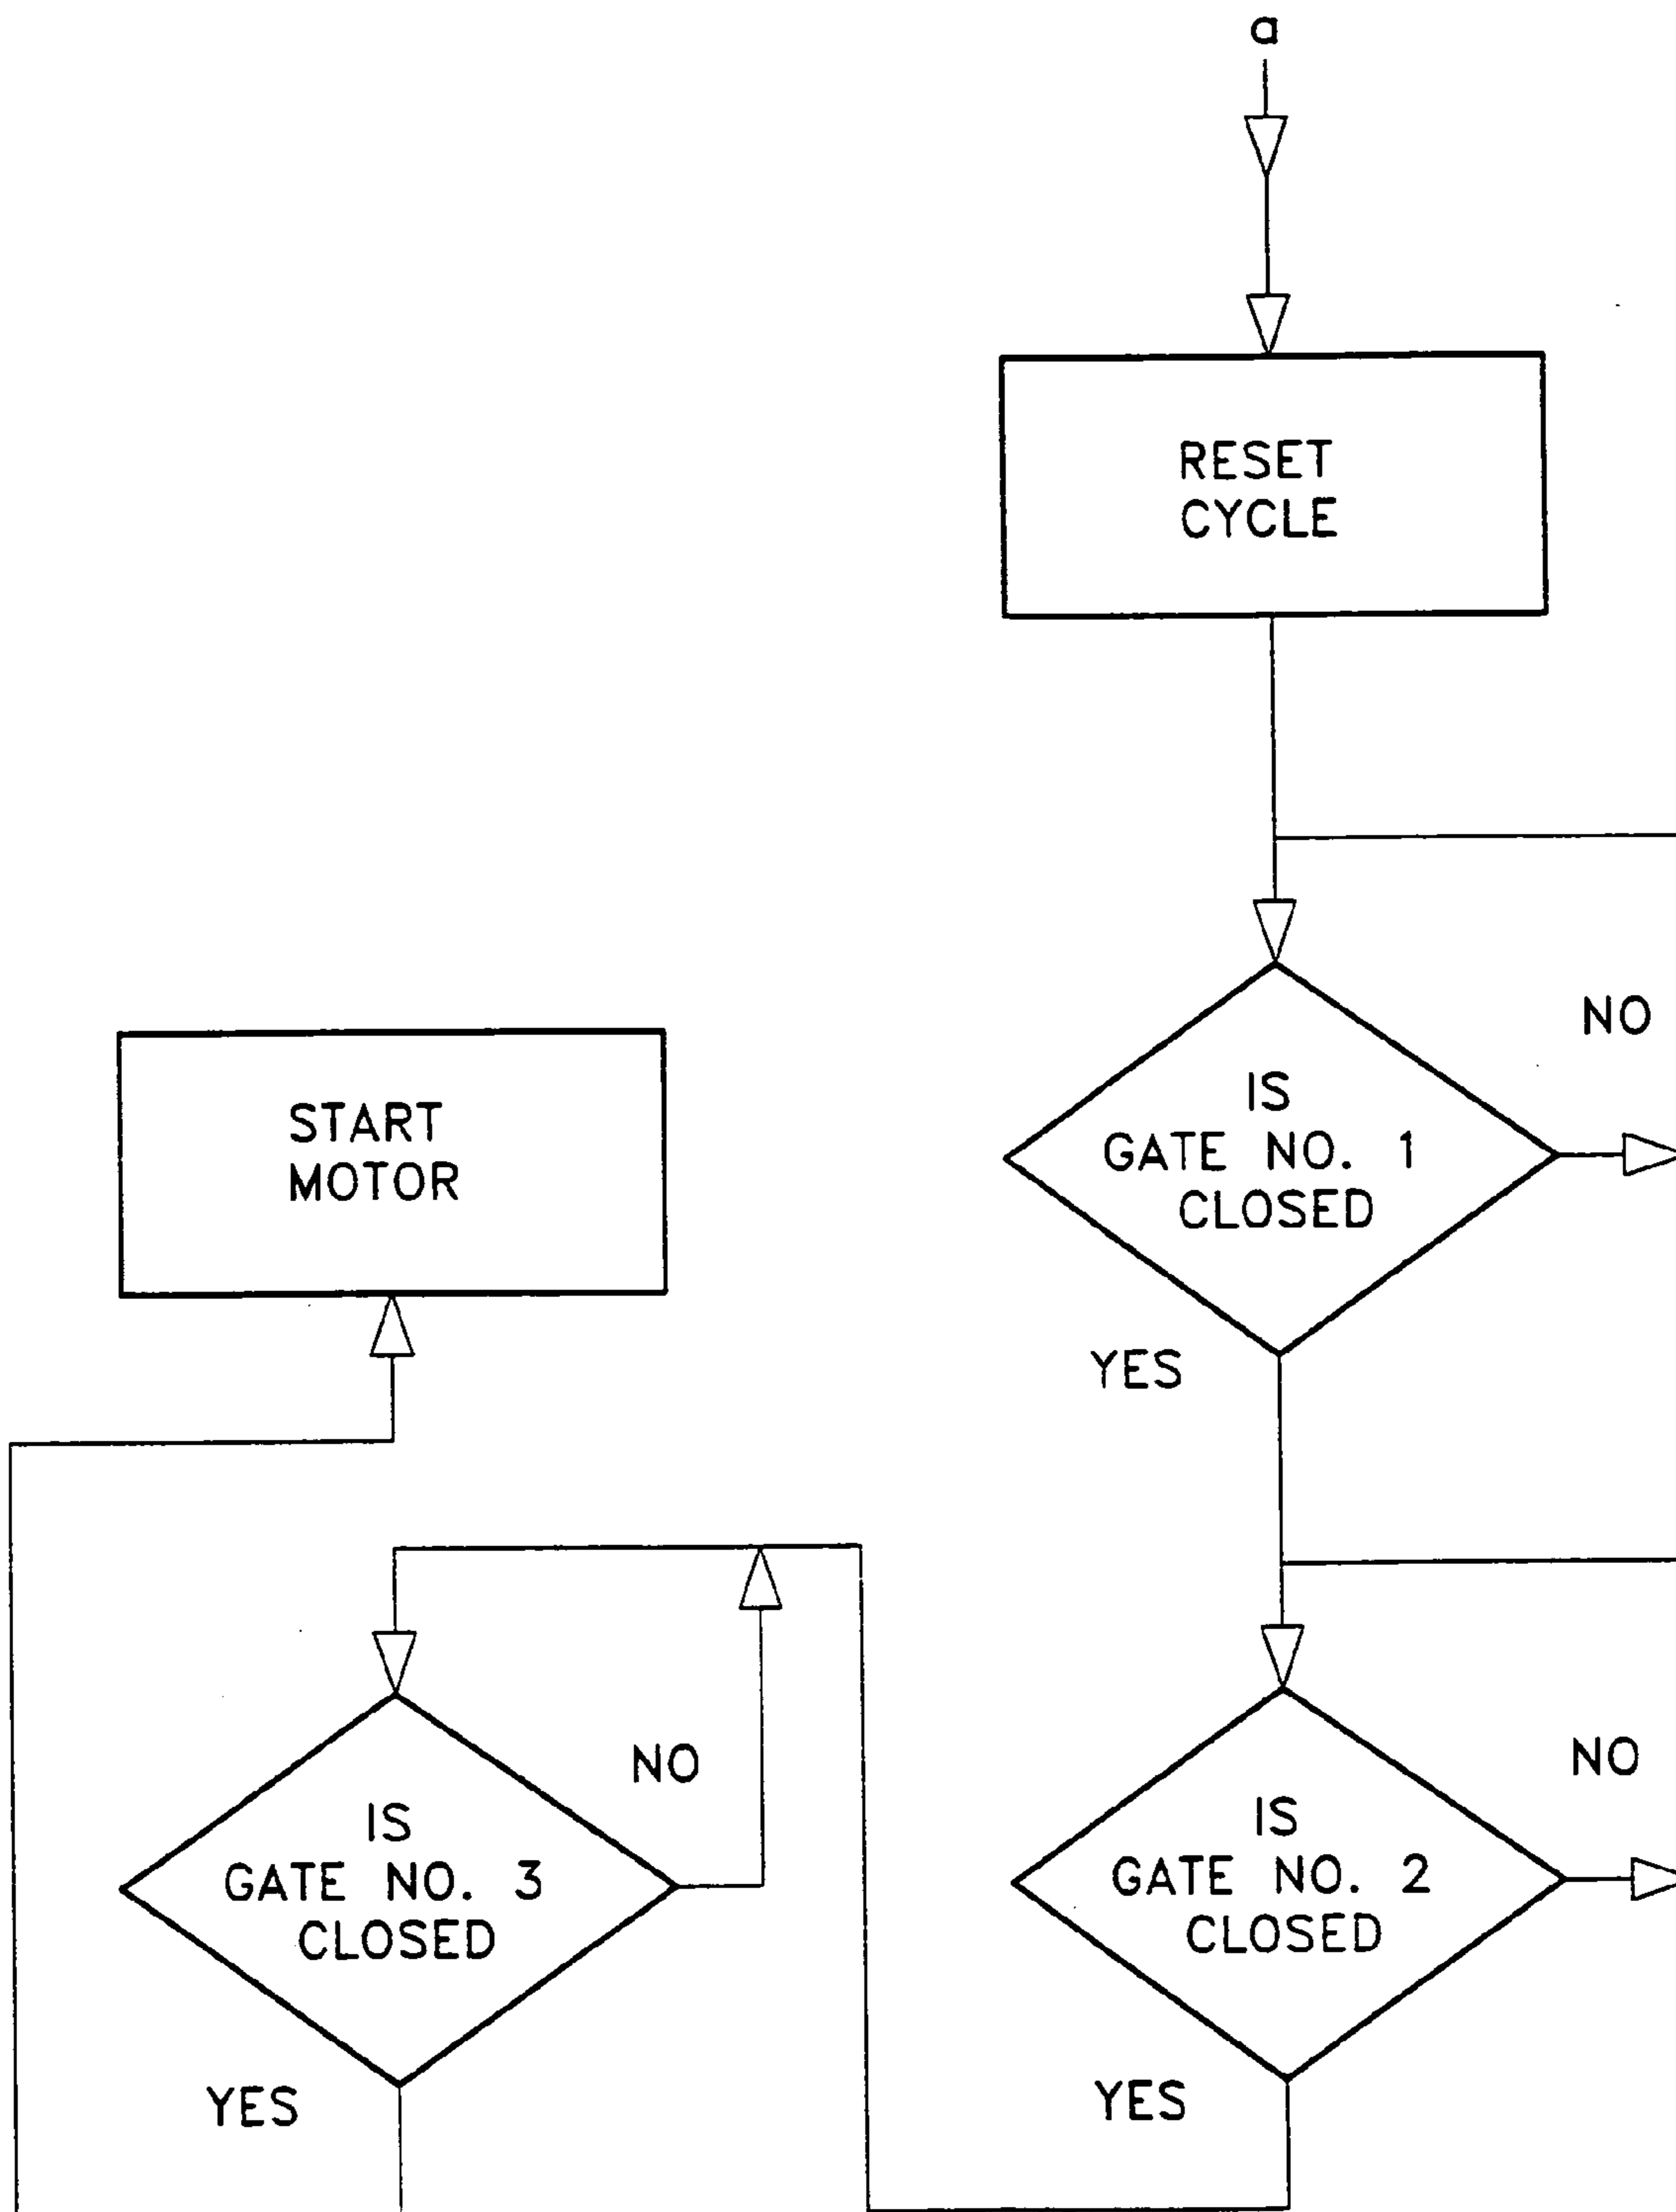 a
RESET
CYCLE
NO
IS
GATE NO. 1
CLOSED
YES
START
MOTOR
NO
IS
GATE NO. 2
CLOSED
YES
NO
IS
GATE NO. 3
CLOSED
YES